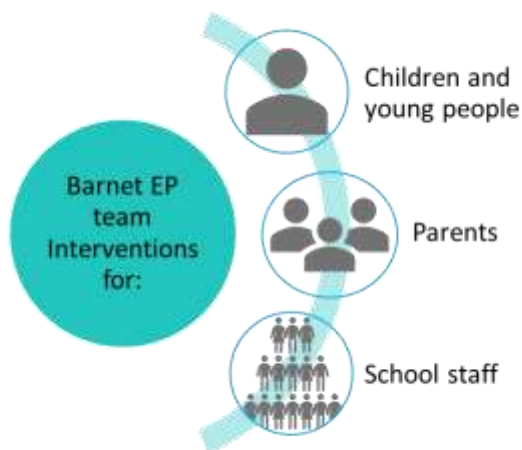 Barnet EP
team
Interventions
for:
Children and
young people
Parents
School staff